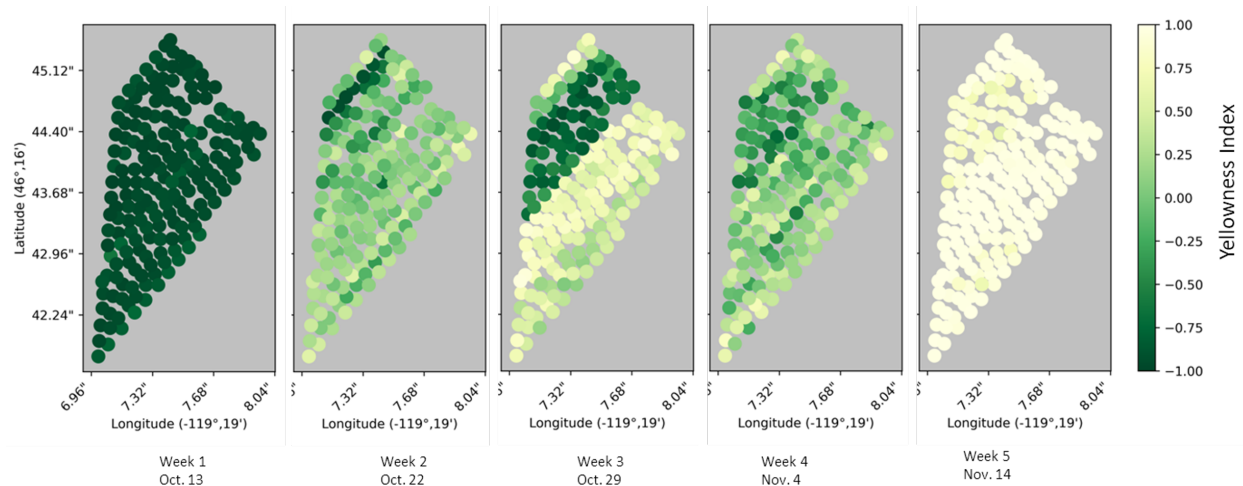 45.12"
44.40"
43.68"
42.96"
42.24"
Latitude (46°,16')
6.96"
7.32"
7.68"
8.04"
Longitude (-119°,19')
7.32"
7.68"
8.04"
Longitude (-119°,19')
7.32"
7.68"
8.04"
Longitude (-119°,19')
7.32"
7.68"
8.04"
Longitude (-119°,19')
7.32"
7.68"
8.04"
Longitude (-119°,19')
1.00
0.75
0.50
0.25
0.00
−0.25
−0.50
−0.75
−1.00
Yellowness Index
Week 1
Oct. 13
Week 2
Oct. 22
Week 3
Oct. 29
Week 4
Nov. 4
Week 5
Nov. 14